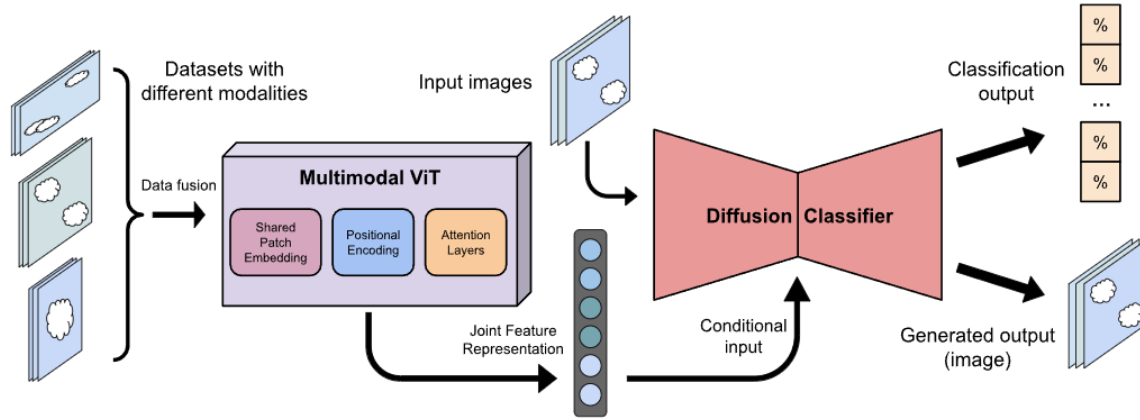 Datasets with
different modalities
Data fusion
Multimodal ViT
Shared
Patch
Embedding
Positional
Encoding
Attention
Layers
Joint Feature
Representation
Input images
Diffusion
Classifier
Conditional
input
Classification
output
%
%
...
%
%
Generated output
(image)